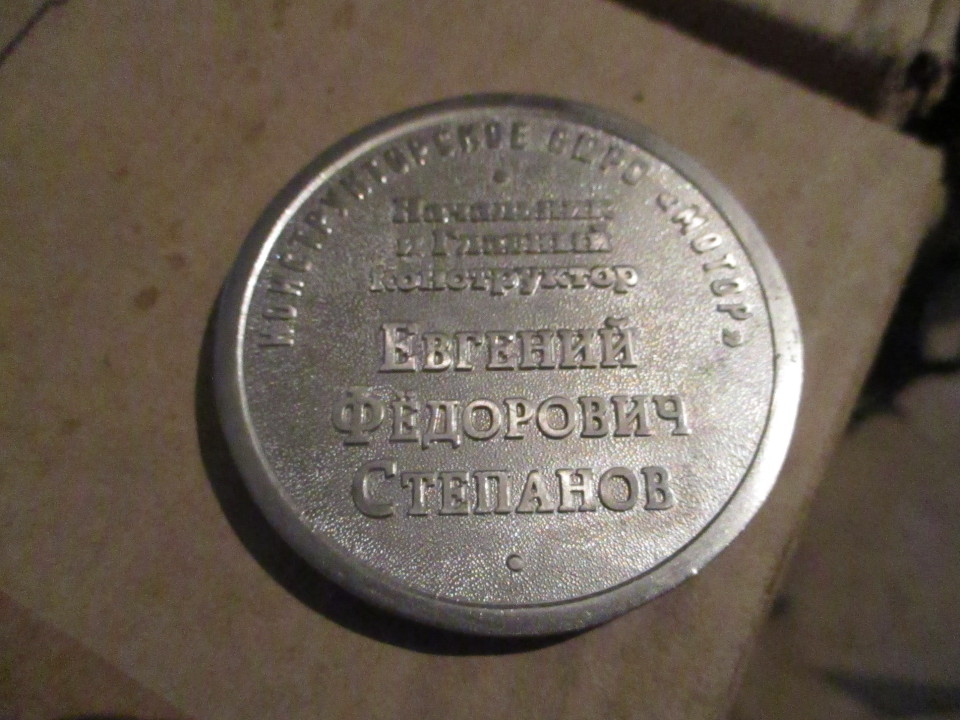 КОНСТРУКТОРСКОЕ БЮРО «МОТОР»
Начальник
и Главный
конструктор
ЕВГЕНИЙ
ФЁДОРОВИЧ
СТЕПАНОВ